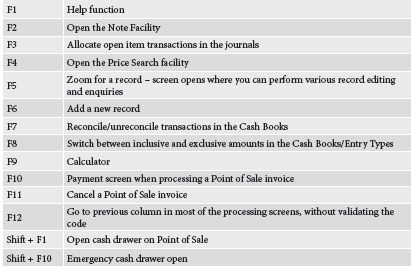 F1 Help function
F2 Open the Note Facility
F3 Allocate open item transactions in the journals
F4 Open the Price Search facility
F5 Zoom for a record – screen opens where you can perform various record editing
and enquiries
F6 Add a new record
F7 Reconcile/unreconcile transactions in the Cash Books
F8 Switch between inclusive and exclusive amounts in the Cash Books/Entry Types
F9 Calculator
F10 Payment screen when processing a Point of Sale invoice
F11 Cancel a Point of Sale invoice
F12 Go to previous column in most of the processing screens, without validating the
code
Shift + F1 Open cash drawer on Point of Sale
Shift + F10 Emergency cash drawer open